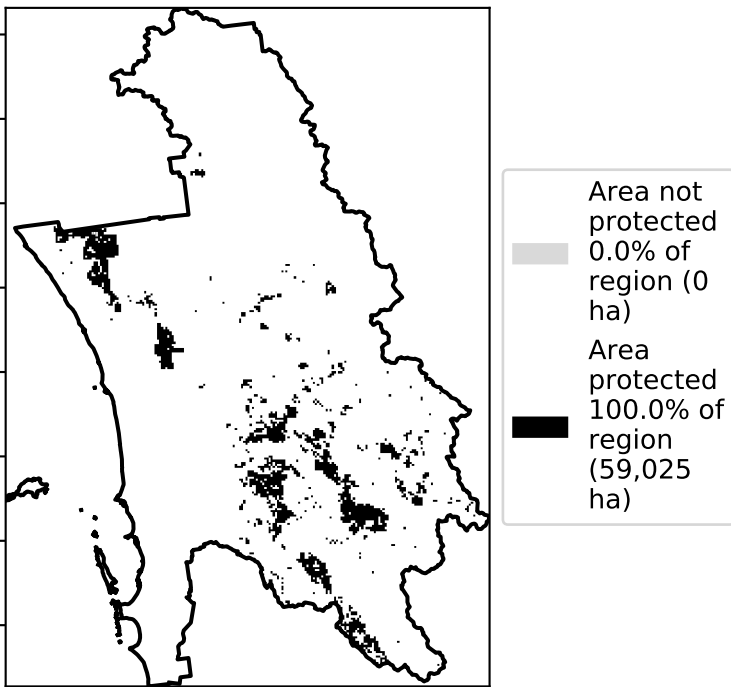 Area not
protected
0.0% of
region (0
ha)
Area
protected
100.0% of
region
(59,025
ha)